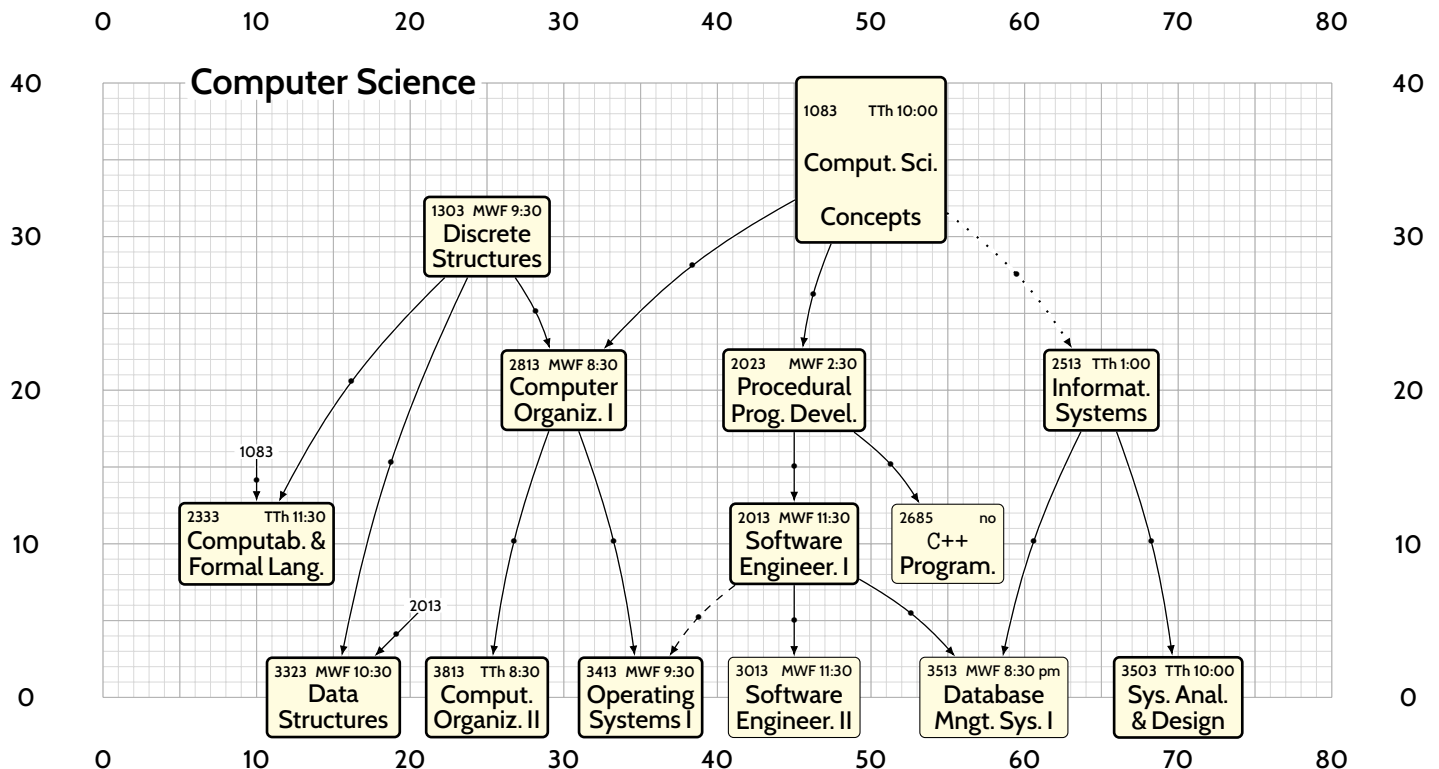 0 10 20 30 40 50 60 70 80
40 Computer Science 40
1083 TTh 10:00
Comput. Sci.
Concepts
1303 MWF 9:30
Discrete
Structures
30 30
2813 MWF 8:30
Computer
Organiz. I
2023 MWF 2:30
Procedural
Prog. Devel.
2513 TTh 1:00
Informat.
Systems
20 20
1083
2333 TTh 11:30
Computab. &
Formal Lang.
2013 MWF 11:30
Software
Engineer. I
2685 no
C++
Program.
10 10
2013
3323 MWF 10:30
Data
Structures
3813 TTh 8:30
Comput.
Organiz. II
3413 MWF 9:30
Operating
Systems I
3013 MWF 11:30
Software
Engineer. II
3513 MWF 8:30 pm
Database
Mngt. Sys. I
3503 TTh 10:00
Sys. Anal.
& Design
0 0
0 10 20 30 40 50 60 70 80